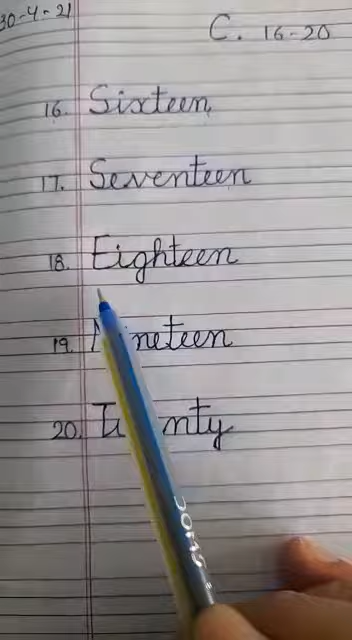 30-4-21
C. 16-20
16. Sixteen
17. Seventeen
18. Eighteen
19.
20.